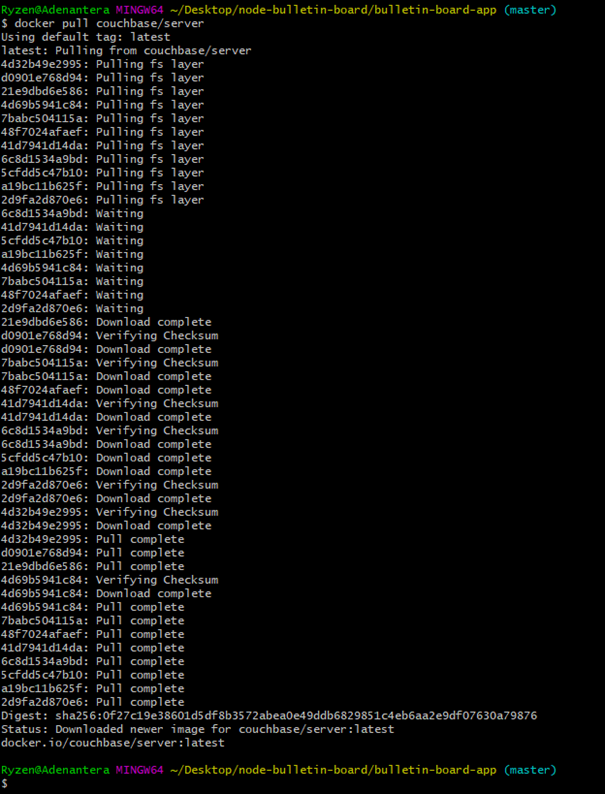 Ryzen@Adenantera MINGW64 ~/Desktop/node-bulletin-board/bulletin-board-app (master)
$ docker pull couchbase/server
Using default tag: latest
latest: Pulling from couchbase/server
4d32b49e2995: Pulling fs layer
d0901e768d94: Pulling fs layer
21e9dbd6e586: Pulling fs layer
4d69b5941c84: Pulling fs layer
7babc504115a: Pulling fs layer
48f7024afaef: Pulling fs layer
41d7941d14da: Pulling fs layer
6c8d1534a9bd: Pulling fs layer
5cfdd5c47b10: Pulling fs layer
a19bc11b625f: Pulling fs layer
2d9fa2d870e6: Pulling fs layer
6c8d1534a9bd: Waiting
41d7941d14da: Waiting
5cfdd5c47b10: Waiting
a19bc11b625f: Waiting
4d69b5941c84: Waiting
7babc504115a: Waiting
48f7024afaef: Waiting
2d9fa2d870e6: Waiting
21e9dbd6e586: Download complete
d0901e768d94: Verifying Checksum
d0901e768d94: Download complete
7babc504115a: Verifying Checksum
7babc504115a: Download complete
48f7024afaef: Download complete
41d7941d14da: Verifying Checksum
41d7941d14da: Download complete
6c8d1534a9bd: Verifying Checksum
6c8d1534a9bd: Download complete
5cfdd5c47b10: Download complete
a19bc11b625f: Download complete
2d9fa2d870e6: Verifying Checksum
2d9fa2d870e6: Download complete
4d32b49e2995: Verifying Checksum
4d32b49e2995: Download complete
4d32b49e2995: Pull complete
d0901e768d94: Pull complete
21e9dbd6e586: Pull complete
4d69b5941c84: Verifying Checksum
4d69b5941c84: Download complete
4d69b5941c84: Pull complete
7babc504115a: Pull complete
48f7024afaef: Pull complete
41d7941d14da: Pull complete
6c8d1534a9bd: Pull complete
5cfdd5c47b10: Pull complete
a19bc11b625f: Pull complete
2d9fa2d870e6: Pull complete
Digest: sha256:0f27c19e38601d5df8b3572abea0e49ddb6829851c4eb6aa2e9df07630a79876
Status: Downloaded newer image for couchbase/server:latest
docker.io/couchbase/server:latest
Ryzen@Adenantera MINGW64 ~/Desktop/node-bulletin-board/bulletin-board-app (master)
$